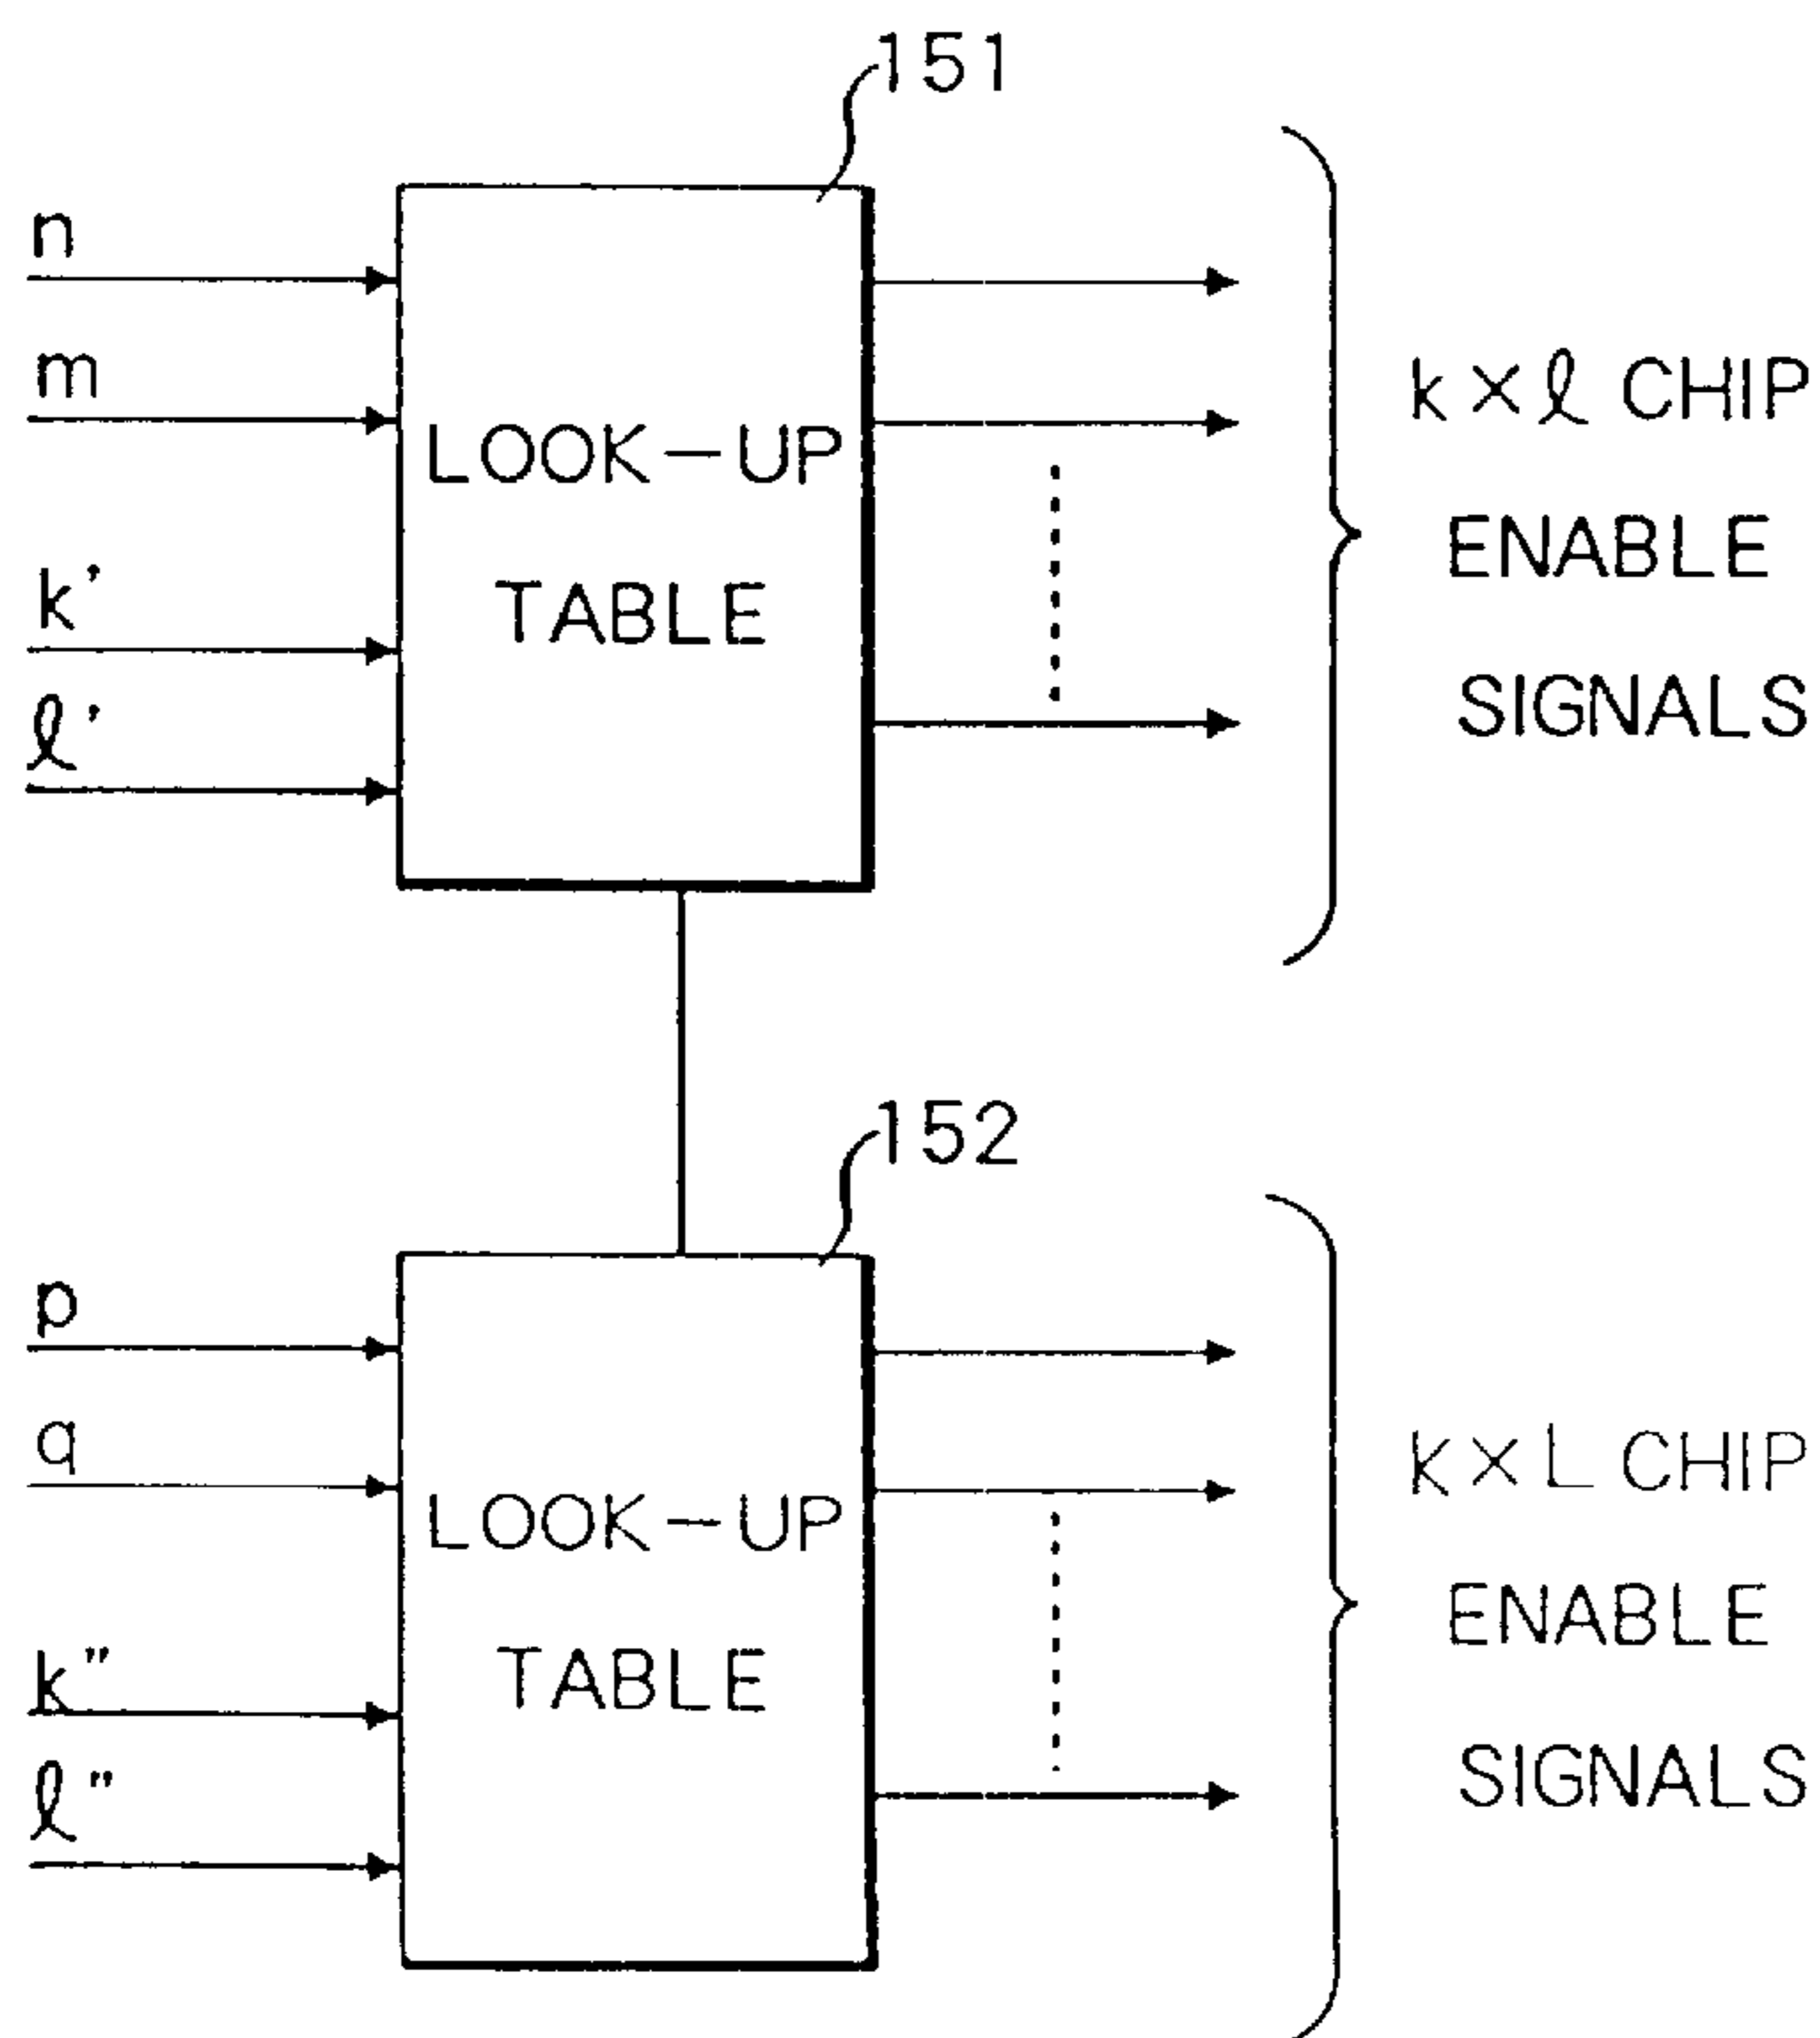 151
n
m
k'
ℓ'
LOOK-UP
TABLE
k×ℓ CHIP
ENABLE
SIGNALS
152
p
q
k"
ℓ"
LOOK-UP
TABLE
k×L CHIP
ENABLE
SIGNALS